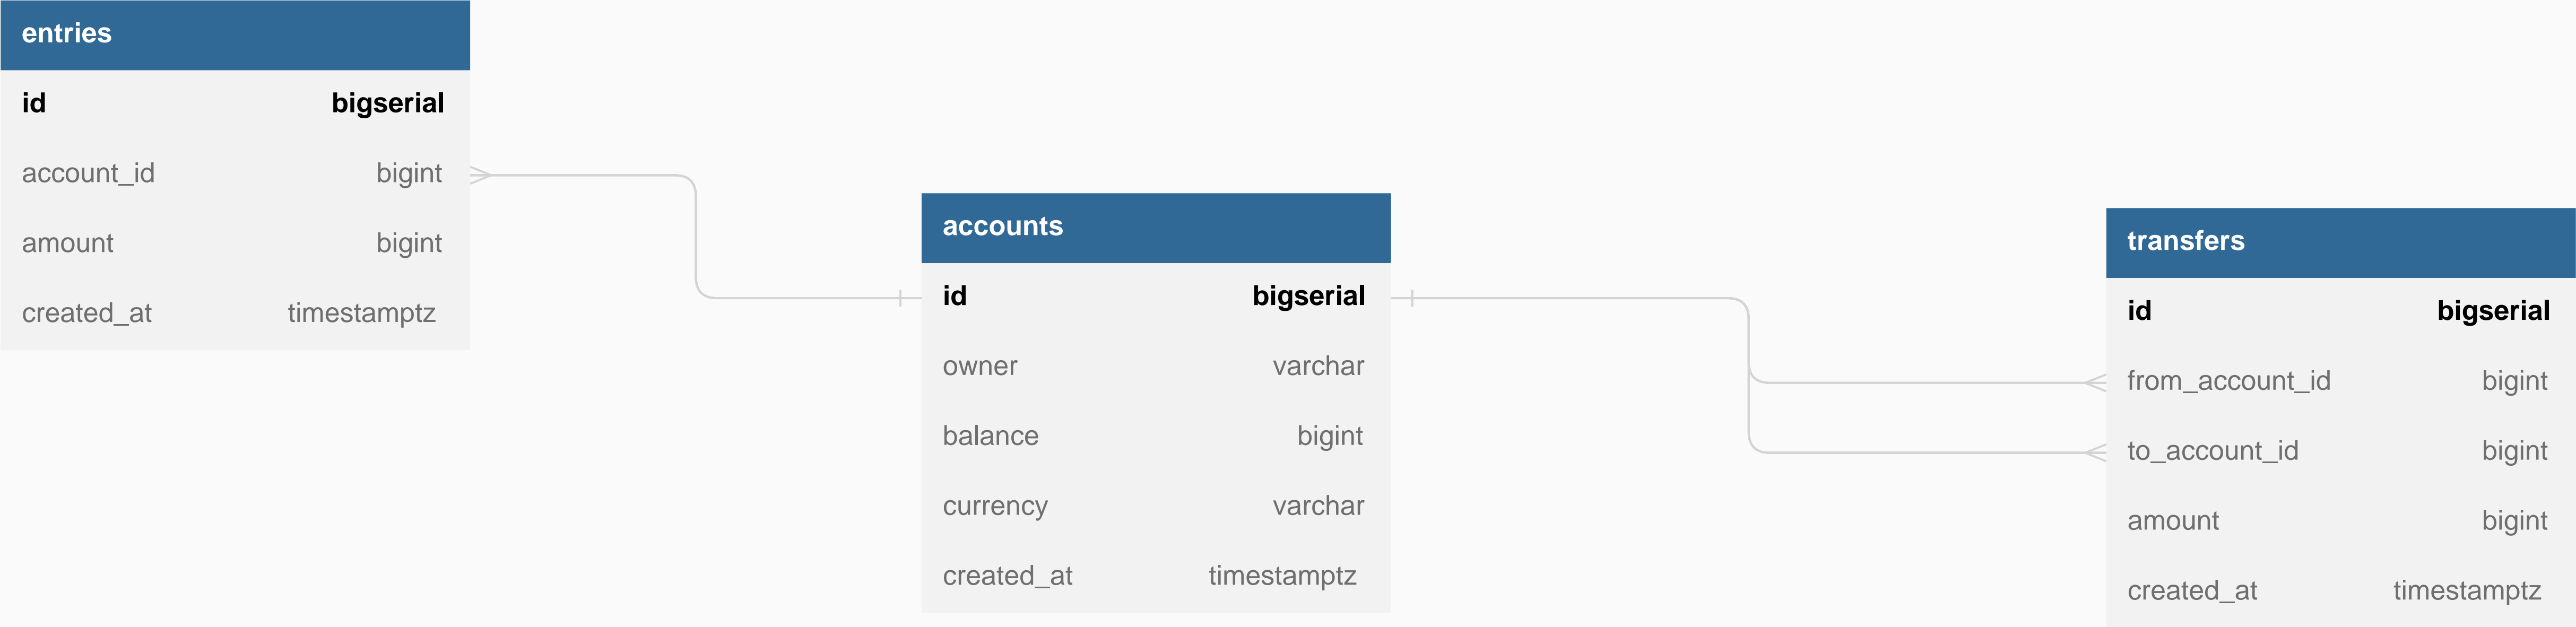 entries
id bigserial
account_id bigint
amount bigint
created_at timestamptz
accounts
id bigserial
owner varchar
balance bigint
currency varchar
created_at timestamptz
transfers
id bigserial
from_account_id bigint
to_account_id bigint
amount bigint
created_at timestamptz